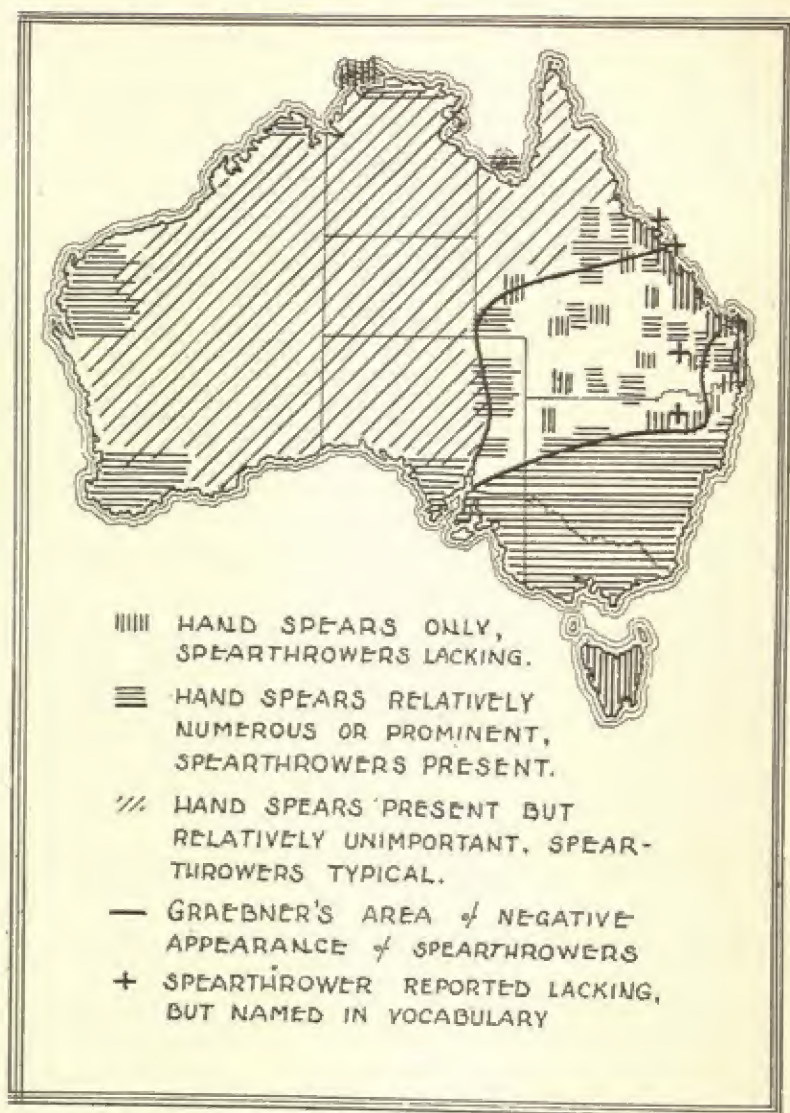 HAND SPEARS ONLY,
SPEARTHROWERS LACKING.
HAND SPEARS RELATIVELY
NUMEROUS OR PROMINENT,
SPEARTHROWERS PRESENT.
HAND SPEARS PRESENT BUT
RELATIVELY UNIMPORTANT. SPEAR-
THROWERS TYPICAL.
GRAEBNER'S AREA of NEGATIVE
APPEARANCE of SPEARTHROWERS
SPEARTHROWER REPORTED LACKING,
BUT NAMED IN VOCABULARY